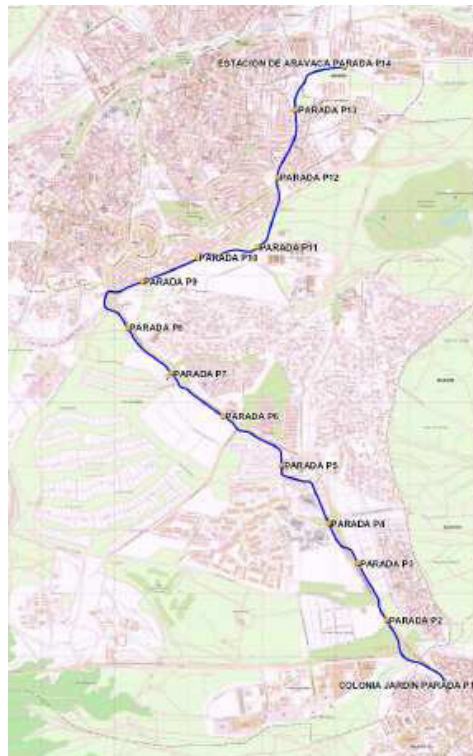 ESTACION DE ARAVACA PARADA P14
PARADA P13
PARADA P12
PARADA P11
PARADA P10
PARADA P9
PARADA P8
PARADA P7
PARADA P6
PARADA P5
PARADA P4
PARADA P3
PARADA P2
COLONIA JARDIN PARADA P1